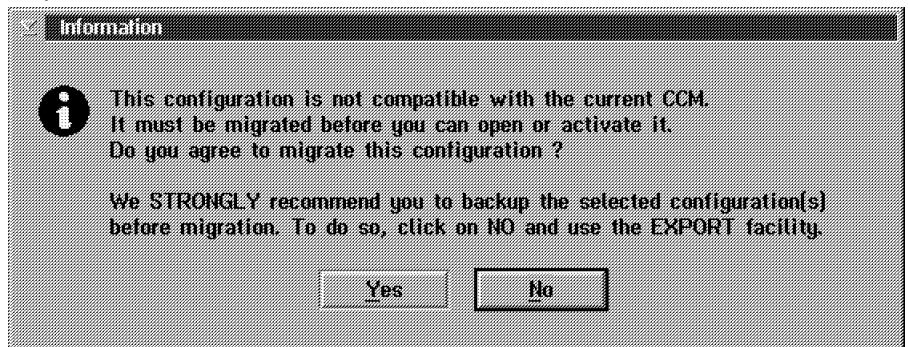 Information
This configuration is not compatible with the current CCM.
It must be migrated before you can open or activate it.
Do you agree to migrate this configuration ?
We STRONGLY recommend you to backup the selected configuration(s)
before migration. To do so, click on NO and use the EXPORT facility.
Yes No